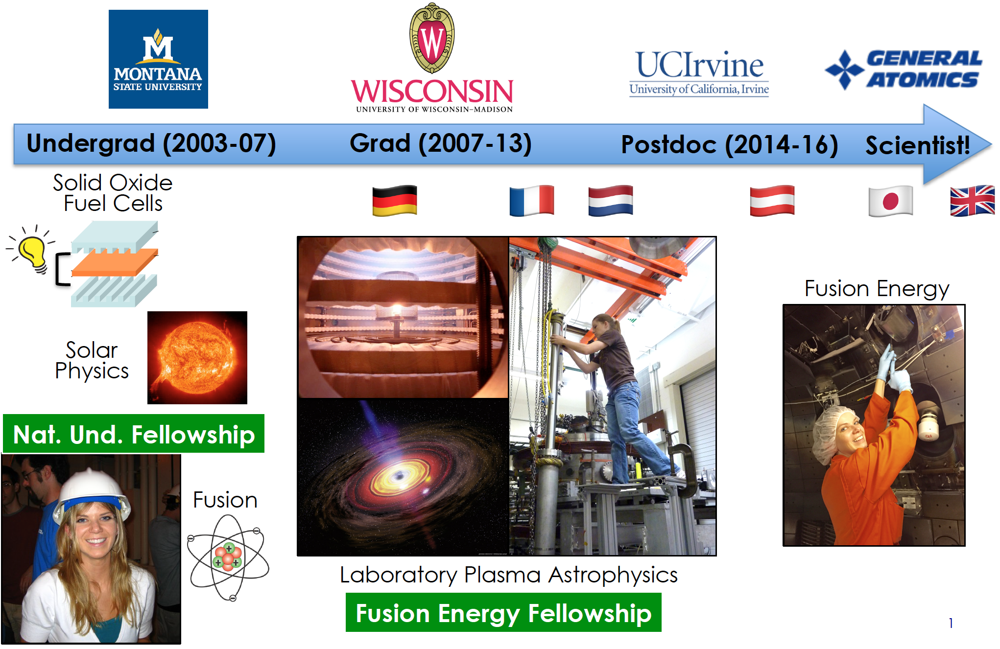 M
MONTANA
STATE UNIVERSITY
W
WISCONSIN
UNIVERSITY OF WISCONSIN–MADISON
UCIrvine
University of California, Irvine
GENERAL
ATOMICS
Undergrad (2003-07)
Grad (2007-13)
Postdoc (2014-16)
Scientist!
Solid Oxide
Fuel Cells
Solar
Physics
Nat. Und. Fellowship
Fusion
Laboratory Plasma Astrophysics
Fusion Energy Fellowship
Fusion Energy
1